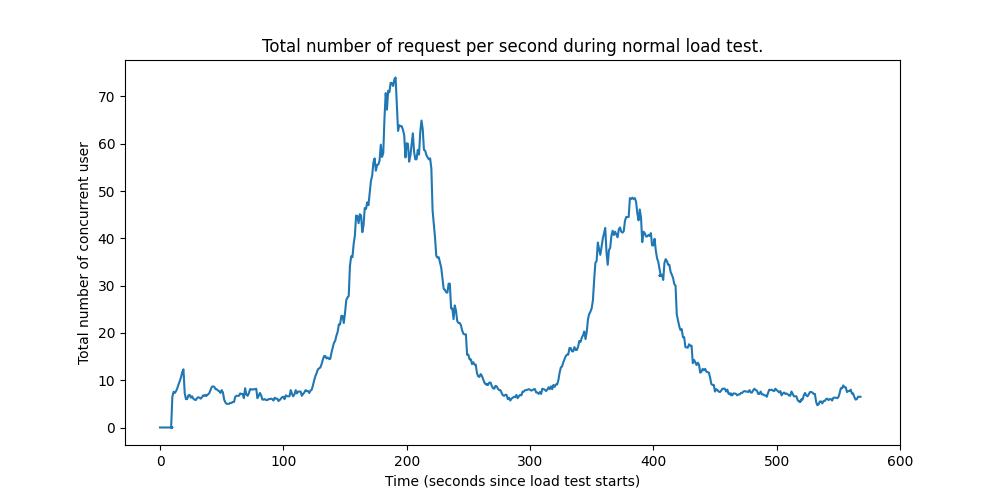 Total number of request per second during normal load test.
Total number of concurrent user
70
60
50
40
30
20
10
0
0 100 200 300 400 500 600
Time (seconds since load test starts)